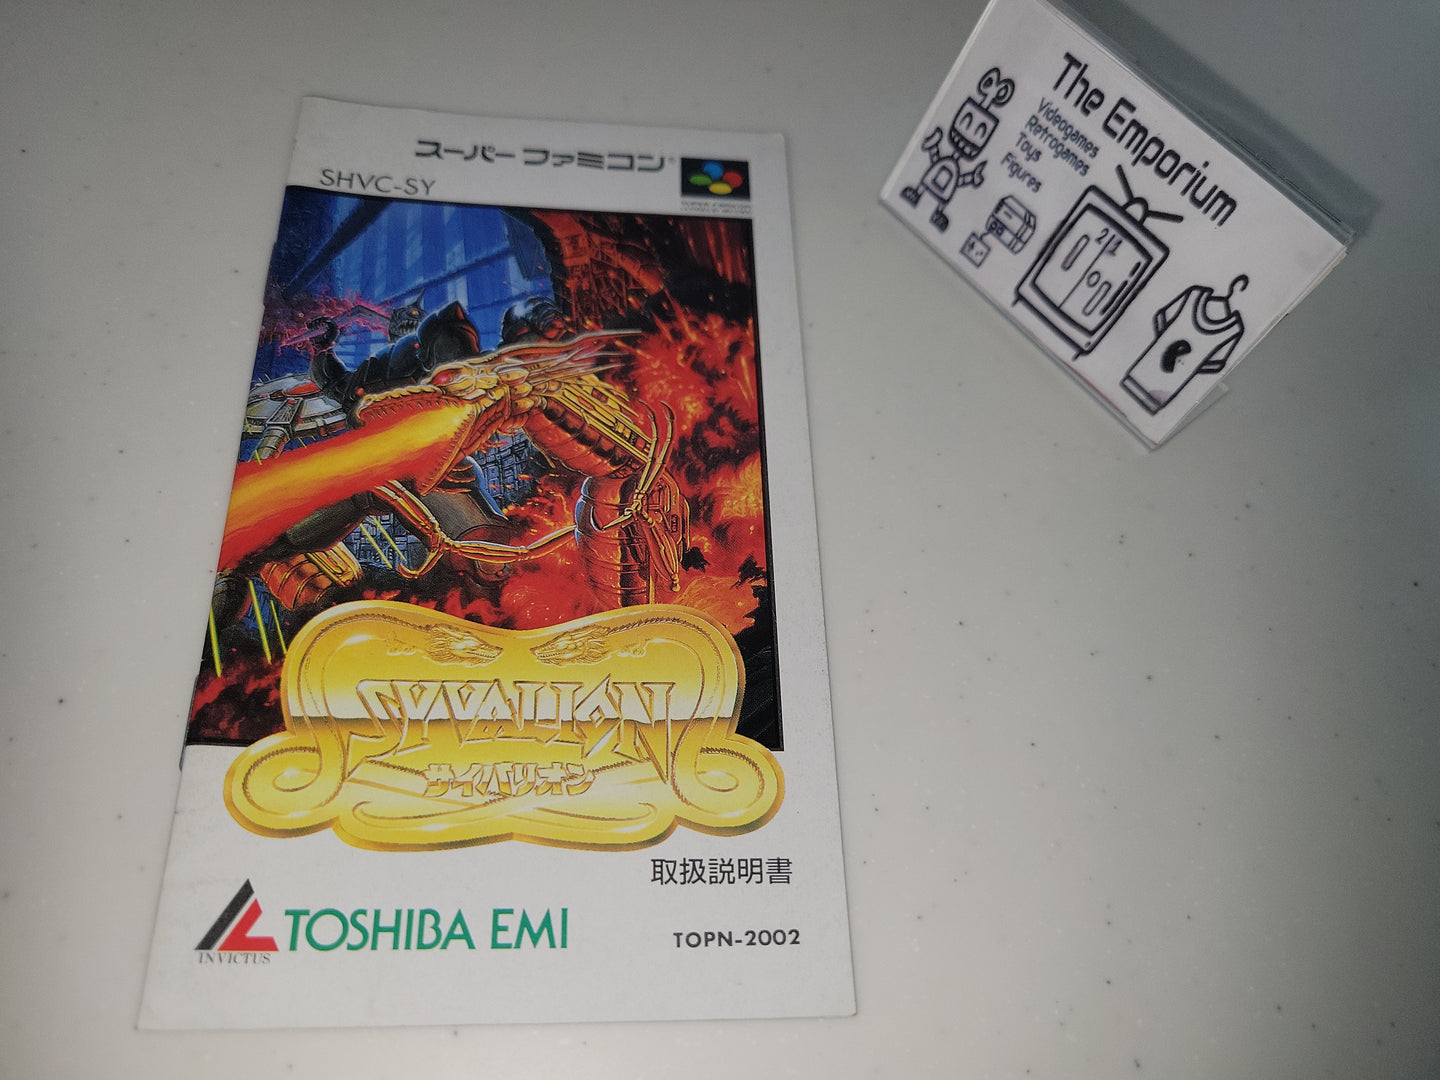 スーパーファミコン
SHVC-SY
SYVALION
サイバリオン
取扱説明書
INVICTUS
TOSHIBA EMI
TOPN-2002
The Emporium
Videogames
Retrogames
Toys
Figures